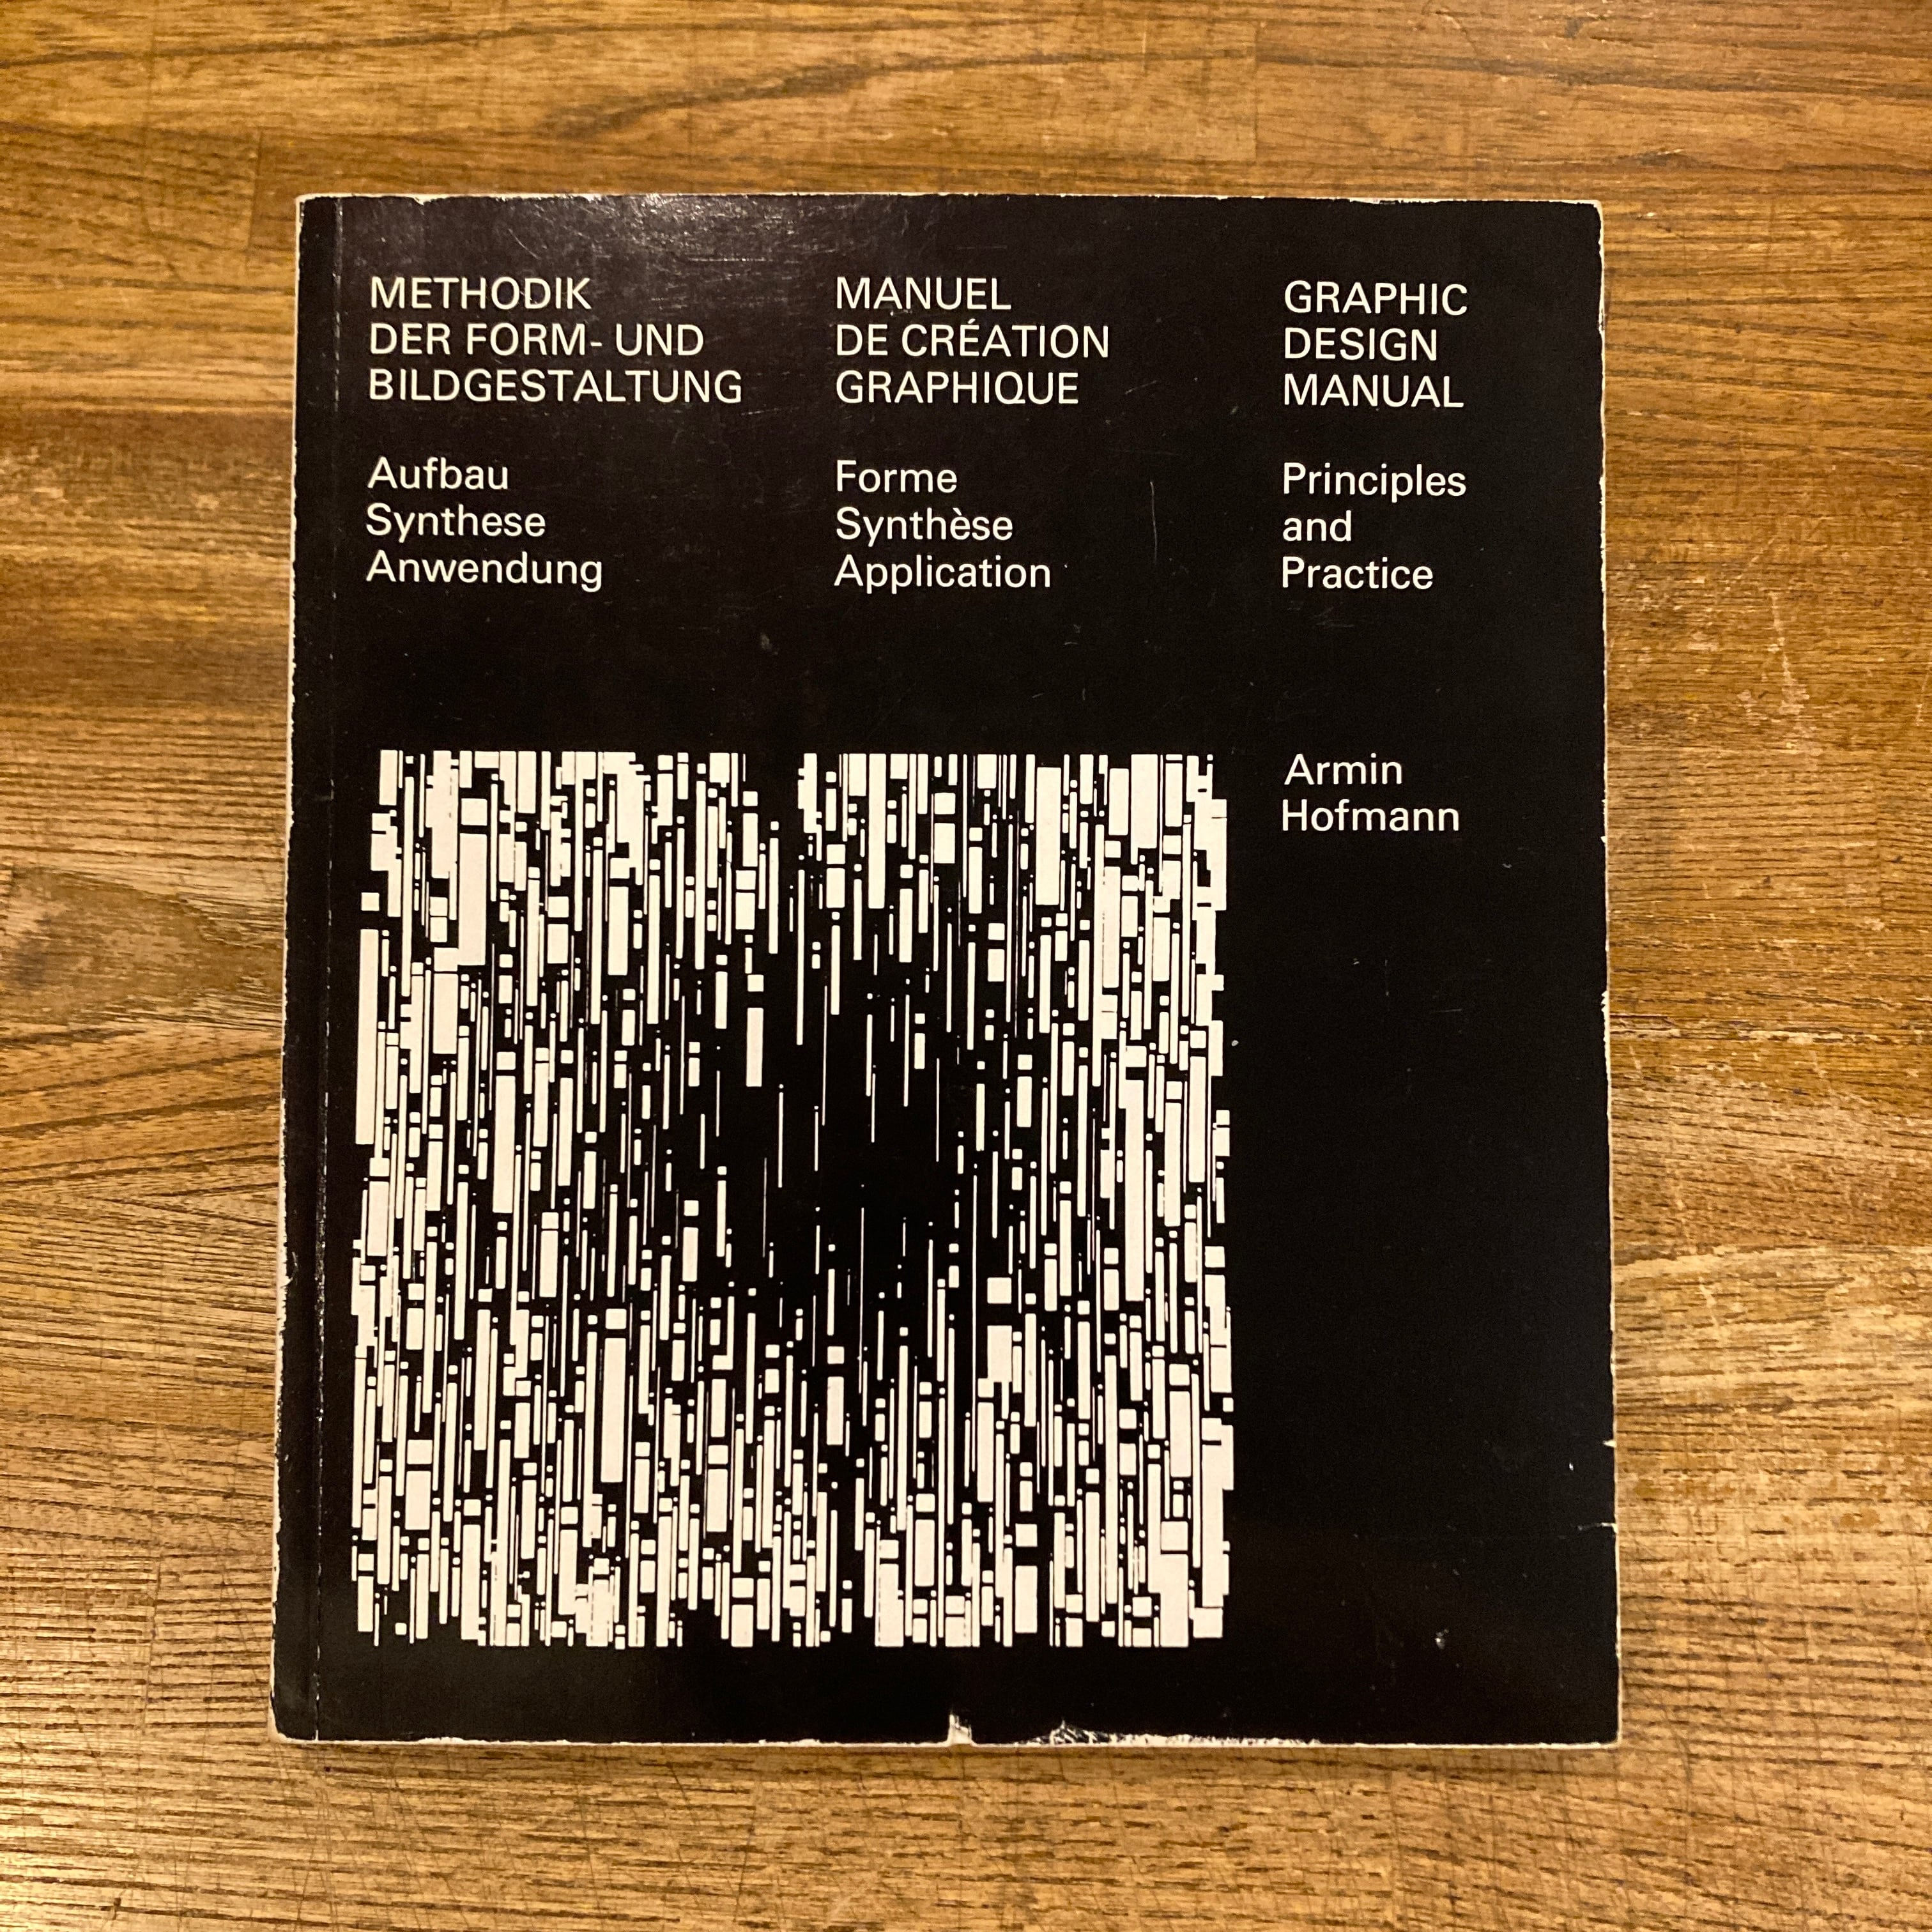 METHODIK
DER FORM- UND
BILDGESTALTUNG
Aufbau
Synthese
Anwendung
MANUEL
DE CRÉATION
GRAPHIQUE
Forme
Synthèse
Application
GRAPHIC
DESIGN
MANUAL
Principles
and
Practice
Armin
Hofmann